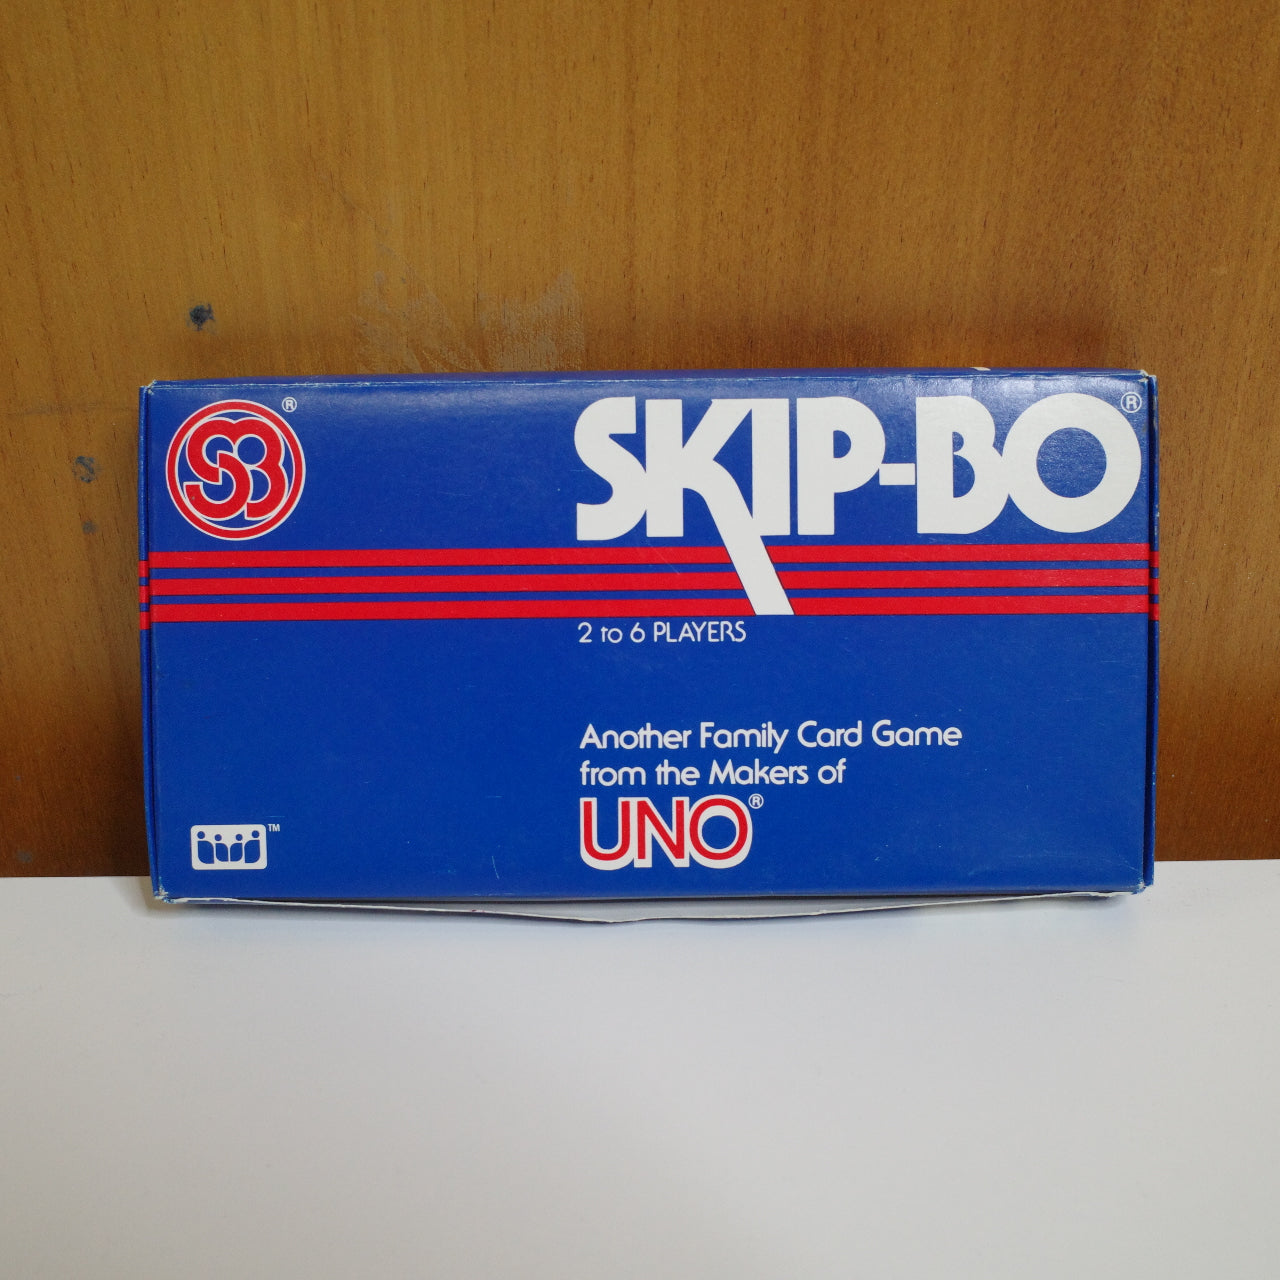 SB®
SKIP-BO®
2 to 6 PLAYERS
Another Family Card Game
from the Makers of
UNO®
™